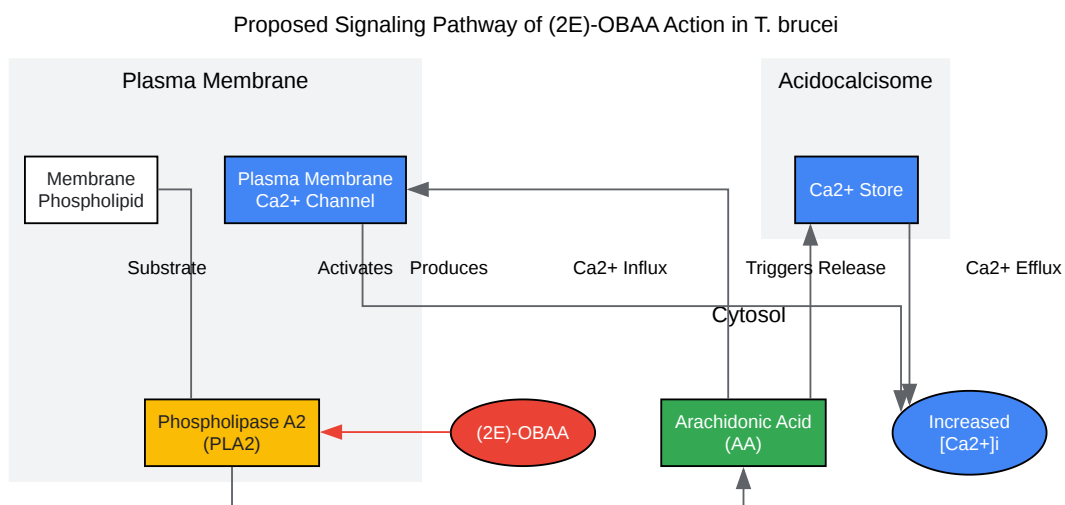 Proposed Signaling Pathway of (2E)-OBAA Action in T. brucei
Plasma Membrane
Acidocalcisome
Membrane
Phospholipid
Plasma Membrane
Ca2+ Channel
Ca2+ Store
Substrate
Activates
Produces
Ca2+ Influx
Triggers Release
Ca2+ Efflux
Cytosol
Phospholipase A2
(PLA2)
(2E)-OBAA
Arachidonic Acid
(AA)
Increased
[Ca2+]i